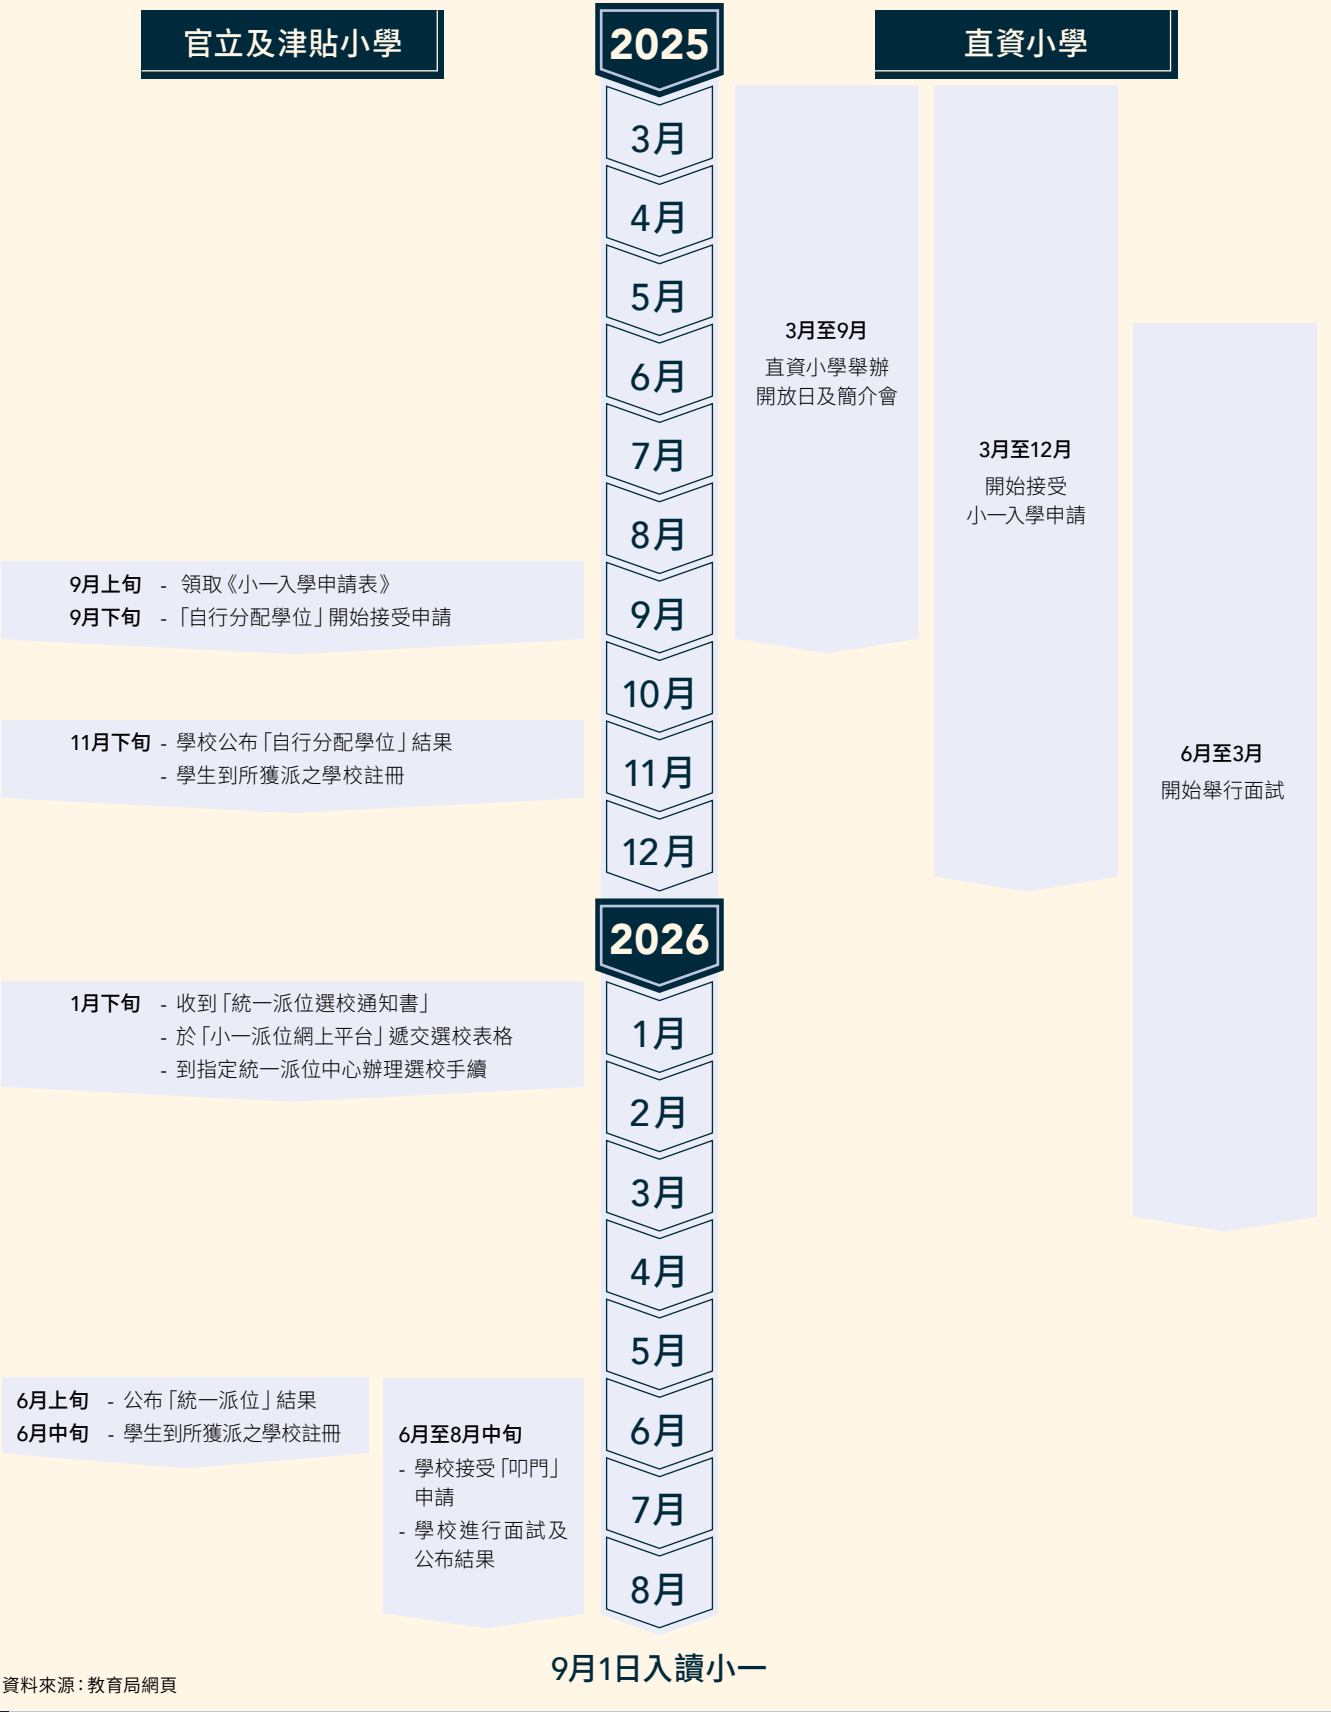 官立及津貼小學
2025
直資小學
3月
4月
5月
6月
7月
8月
9月
10月
11月
12月
2026
1月
2月
3月
4月
5月
6月
7月
8月
9月1日入讀小一
9月上旬 - 領取《小一入學申請表》
9月下旬 - 「自行分配學位」開始接受申請
11月下旬 - 學校公布「自行分配學位」結果
- 學生到所獲派之學校註冊
1月下旬 - 收到「統一派位選校通知書」
- 於「小一派位網上平台」遞交選校表格
- 到指定統一派位中心辦理選校手續
6月上旬 - 公布「統一派位」結果
6月中旬 - 學生到所獲派之學校註冊
6月至8月中旬
- 學校接受「叩門」
申請
- 學校進行面試及
公布結果
3月至9月
直資小學舉辦
開放日及簡介會
3月至12月
開始接受
小一入學申請
6月至3月
開始舉行面試
資料來源：教育局網頁